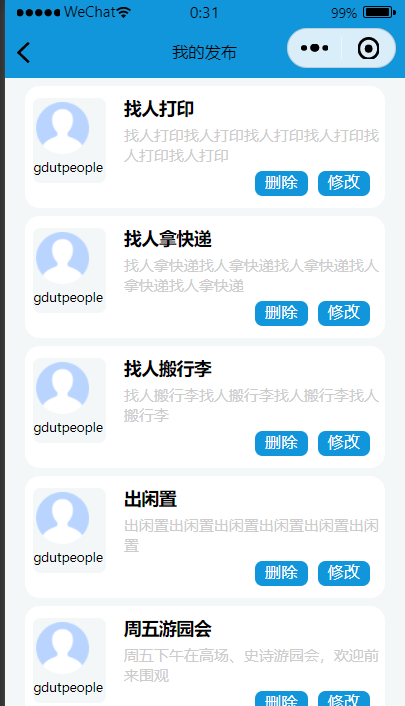 WeChat 0:31 99%
我的发布
找人打印
找人打印找人打印找人打印找人打印找
人打印找人打印
gdutpeople
删除 修改
找人拿快递
找人拿快递找人拿快递找人拿快递找人
拿快递找人拿快递
gdutpeople
删除 修改
找人搬行李
找人搬行李找人搬行李找人搬行李找人
搬行李
gdutpeople
删除 修改
出闲置
出闲置出闲置出闲置出闲置出闲置出闲
置
gdutpeople
删除 修改
周五游园会
周五下午在高场、史诗游园会，欢迎前
来围观
gdutpeople
删除 修改